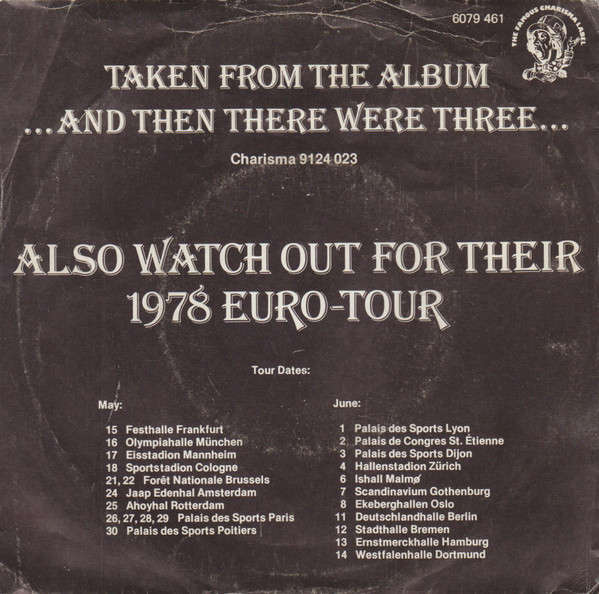 6079 461
THE FAMOUS CHARISMA LABEL
TAKEN FROM THE ALBUM
...AND THEN THERE WERE THREE...
Charisma 9124 023
ALSO WATCH OUT FOR THEIR
1978 EURO-TOUR
Tour Dates:
May:
15 Festhalle Frankfurt
16 Olympiahalle München
17 Eisstadion Mannheim
18 Sportstadion Cologne
21, 22 Forêt Nationale Brussels
24 Jaap Edenhal Amsterdam
25 Ahoyhal Rotterdam
26, 27, 28, 29 Palais des Sports Paris
30 Palais des Sports Poitiers
June:
1 Palais des Sports Lyon
2 Palais de Congres St. Étienne
3 Palais des Sports Dijon
4 Hallenstadion Zürich
6 Ishall Malmø
7 Scandinavium Gothenburg
8 Ekeberghallen Oslo
11 Deutschlandhalle Berlin
12 Stadthalle Bremen
13 Ernstmerckhalle Hamburg
14 Westfalenhalle Dortmund